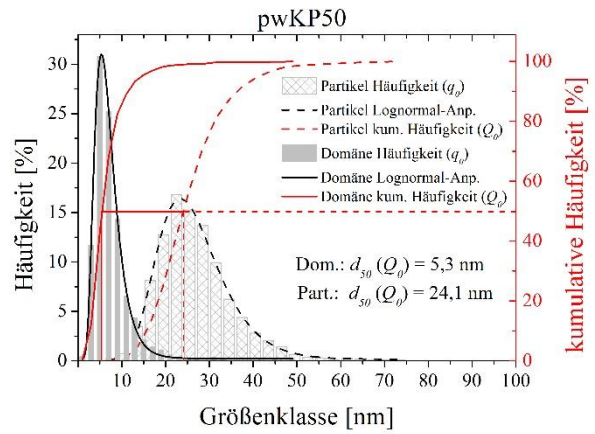 pwKP50
Häufigkeit [%]
30
25
20
15
10
5
0
Partikel Häufigkeit (q0)
Partikel Lognormal-Anp.
Partikel kum. Häufigkeit (Q0)
Domäne Häufigkeit (q0)
Domäne Lognormal-Anp.
Domäne kum. Häufigkeit (Q0)
Dom.: d50 (Q0) = 5,3 nm
Part.: d50 (Q0) = 24,1 nm
100
80
60
40
20
0
kumulative Häufigkeit [%]
10 20 30 40 50 60 70 80 90 100
Größenklasse [nm]